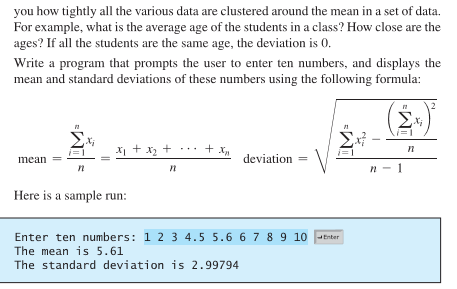 you how tightly all the various data are clustered around the mean in a set of data.
For example, what is the average age of the students in a class? How close are the
ages? If all the students are the same age, the deviation is 0.
Write a program that prompts the user to enter ten numbers, and displays the
mean and standard deviations of these numbers using the following formula:
mean = \frac{\sum_{i=1}^{n} x_i}{n} = \frac{x_1 + x_2 + \cdots + x_n}{n} deviation = \sqrt{\frac{\sum_{i=1}^{n} x_i^2 - \frac{\left(\sum_{i=1}^{n} x_i\right)^2}{n}}{n - 1}}
Here is a sample run:
Enter ten numbers: 1 2 3 4.5 5.6 6 7 8 9 10 ↵Enter
The mean is 5.61
The standard deviation is 2.99794